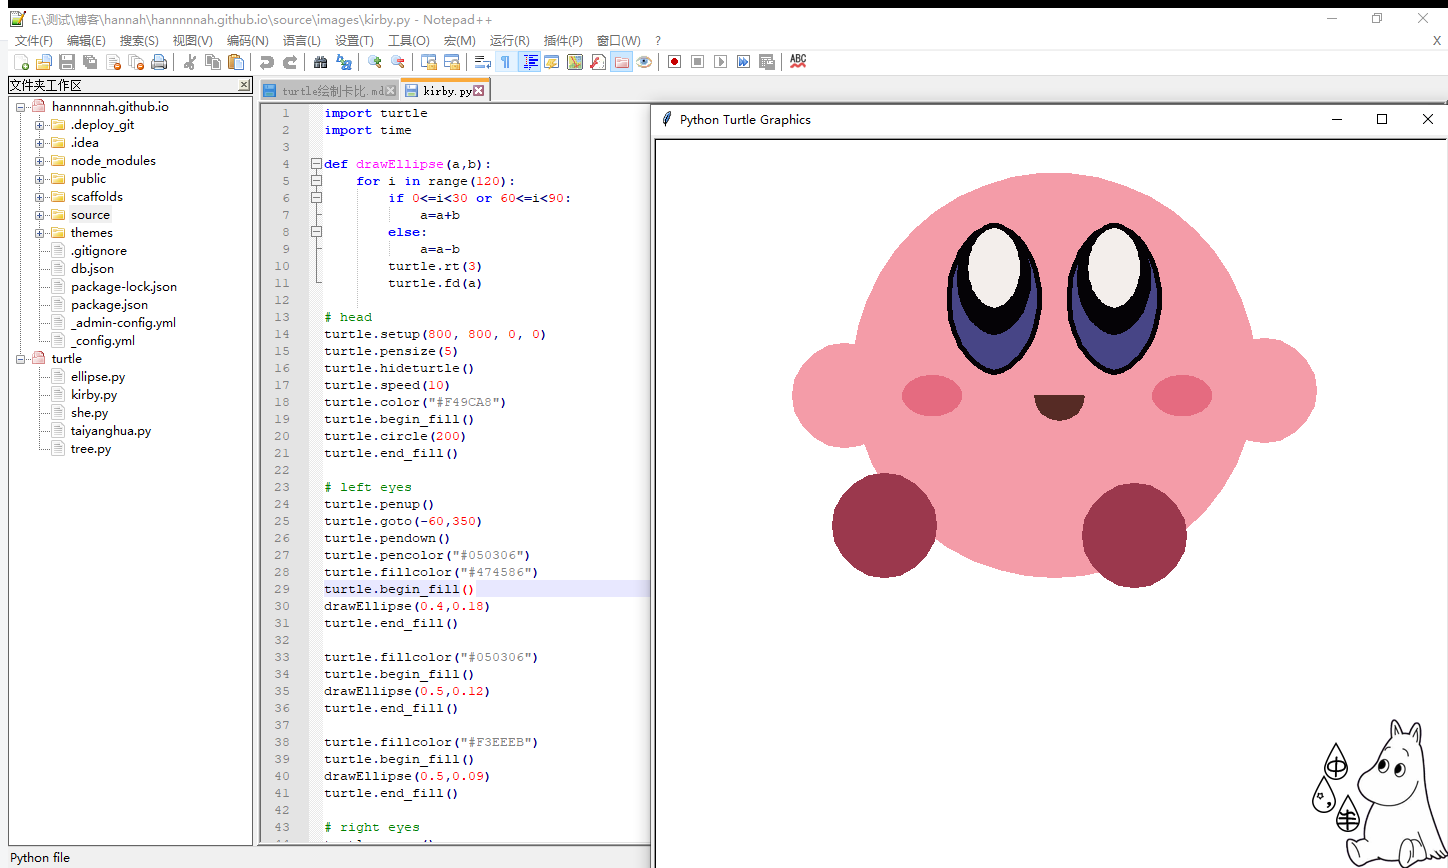 E:\测试\博客\hannah\hannnnnah.github.io\source\images\kirby.py - Notepad++
文件(F) 编辑(E) 搜索(S) 视图(V) 编码(N) 语言(L) 设置(T) 工具(O) 宏(M) 运行(R) 插件(P) 窗口(W) ? X
ABC
文件夹工作区
hannnnnah.github.io
.deploy_git
.idea
node_modules
public
scaffolds
source
themes
.gitignore
db.json
package-lock.json
package.json
_admin-config.yml
_config.yml
turtle
ellipse.py
kirby.py
she.py
taiyanghua.py
tree.py
turtle绘制卡比.md kirby.py
1 import turtle
2 import time
3
4 def drawEllipse(a,b):
5 for i in range(120):
6 if 0<=i<30 or 60<=i<90:
7 a=a+b
8 else:
9 a=a-b
10 turtle.rt(3)
11 turtle.fd(a)
12
13 # head
14 turtle.setup(800, 800, 0, 0)
15 turtle.pensize(5)
16 turtle.hideturtle()
17 turtle.speed(10)
18 turtle.color("#F49CA8")
19 turtle.begin_fill()
20 turtle.circle(200)
21 turtle.end_fill()
22
23 # left eyes
24 turtle.penup()
25 turtle.goto(-60,350)
26 turtle.pendown()
27 turtle.pencolor("#050306")
28 turtle.fillcolor("#474586")
29 turtle.begin_fill()
30 drawEllipse(0.4,0.18)
31 turtle.end_fill()
32
33 turtle.fillcolor("#050306")
34 turtle.begin_fill()
35 drawEllipse(0.5,0.12)
36 turtle.end_fill()
37
38 turtle.fillcolor("#F3EEEB")
39 turtle.begin_fill()
40 drawEllipse(0.5,0.09)
41 turtle.end_fill()
42
43 # right eyes
Python Turtle Graphics
中
Python file